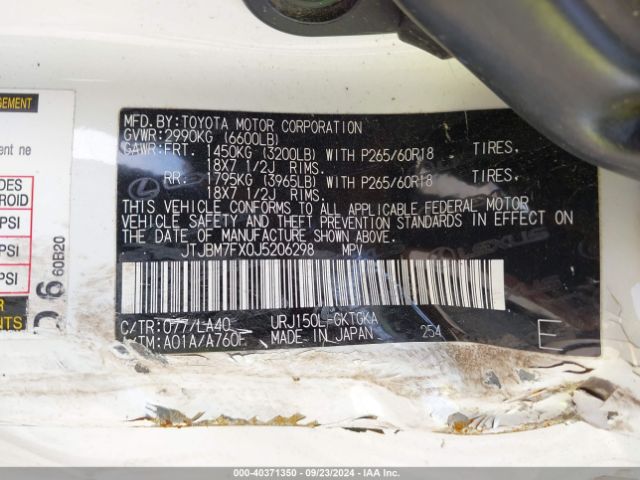 MFD. BY: TOYOTA MOTOR CORPORATION
GVWR: 2990KG (6600LB)
GAWR: FRT. 1450KG (3200LB) WITH P265/60R18 TIRES.
18X7 1/2J RIMS.
RR. 1795KG (3965LB) WITH P265/60R18 TIRES.
18X7 1/2J RIMS.
THIS VEHICLE CONFORMS TO ALL APPLICABLE FEDERAL MOTOR
VEHICLE SAFETY AND THEFT PREVENTION STANDARDS IN EFFECT ON
THE DATE OF MANUFACTURE SHOWN ABOVE.
JTJBM7FX0J5206298 MPV
C/TR: 077/LA40 URJ150L-GKTGKA
A/TM: A01A/A760F MADE IN JAPAN 254 E
LEXUS
Prevention ne
PSI
PSI
PSI
60B20
000-40371350 - 09/23/2024 - IAA Inc.